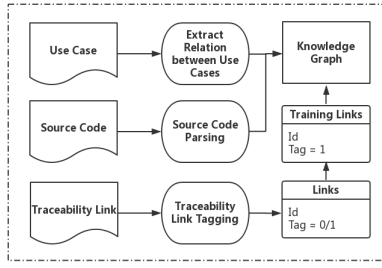 Use Case
Extract
Relation
between Use
Cases
Knowledge
Graph
Source Code
Source Code
Parsing
Training Links
Id
Tag = 1
Traceability Link
Traceability
Link Tagging
Links
Id
Tag = 0/1